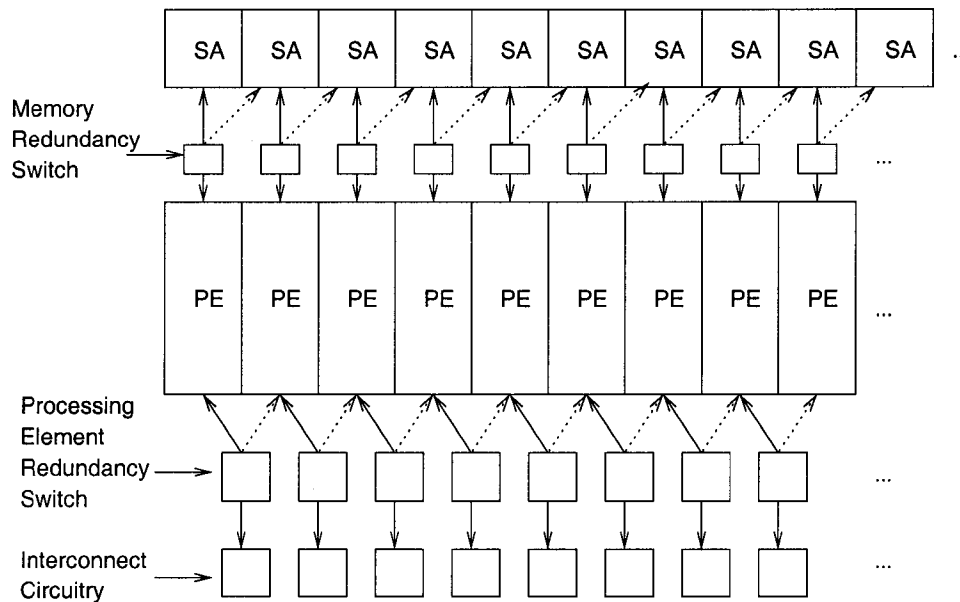 SA SA SA SA SA SA SA SA SA SA .
Memory
Redundancy
Switch
...
PE PE PE PE PE PE PE PE PE ...
Processing
Element
Redundancy
Switch
...
Interconnect
Circuitry
...